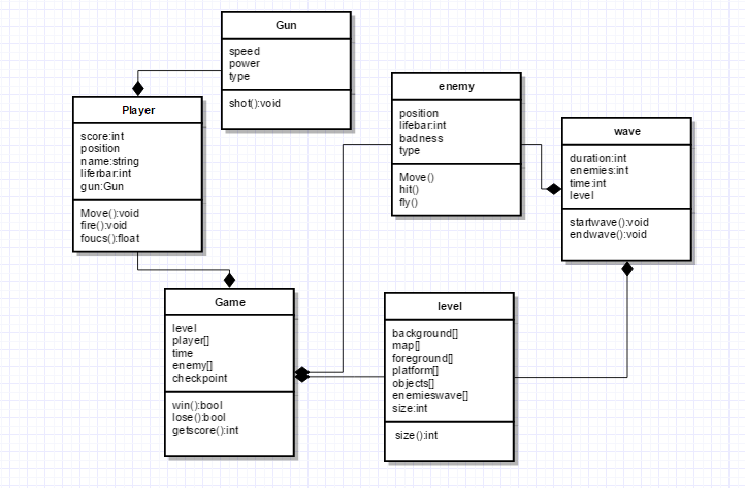 Gun
speed
power
type
shot():void
Player
score:int
position
name:string
liferbar:int
gun:Gun
Move():void
fire():void
foucs():float
enemy
position
lifebar:int
badness
type
Move()
hit()
fly()
wave
duration:int
enemies:int
time:int
level
startwave():void
endwave():void
Game
level
player[]
time
enemy[]
checkpoint
win():bool
lose():bool
getscore():int
level
background[]
map[]
foreground[]
platform[]
objects[]
enemieswave[]
size:int
size():int